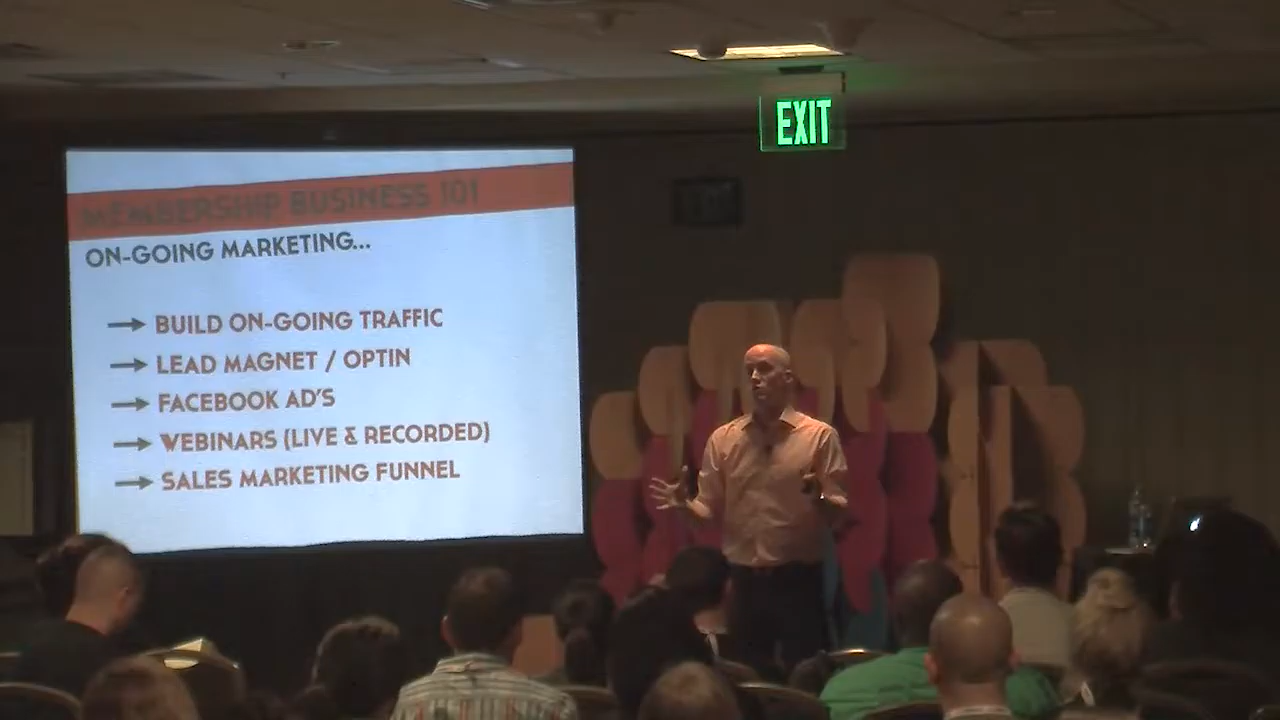 EXIT
MEMBERSHIP BUSINESS 101
ON-GOING MARKETING...
→ BUILD ON-GOING TRAFFIC
→ LEAD MAGNET / OPTIN
→ FACEBOOK AD'S
→ WEBINARS (LIVE & RECORDED)
→ SALES MARKETING FUNNEL